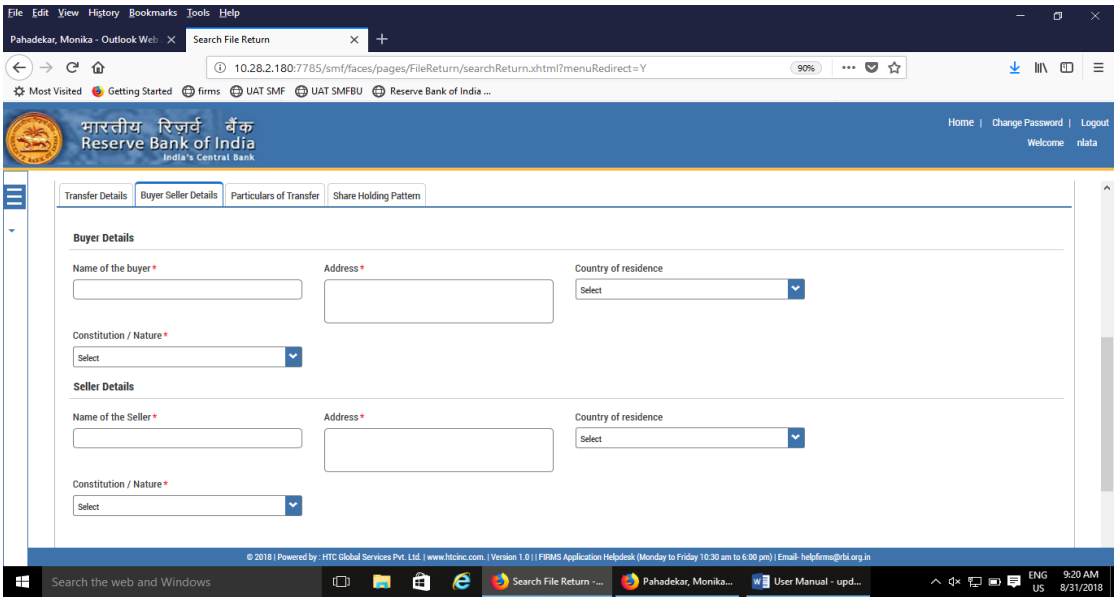 File Edit View History Bookmarks Tools Help
Pahadekar, Monika - Outlook Web Search File Return
10.28.2.180:7785/smf/faces/pages/FileReturn/searchReturn.xhtml?menuRedirect=Y 90%
Most Visited Getting Started firms UAT SMF UAT SMFBU Reserve Bank of India ...
भारतीय रिज़र्व बैंक
Reserve Bank of India
India's Central Bank
Home | Change Password | Logout
Welcome nlata
Transfer Details Buyer Seller Details Particulars of Transfer Share Holding Pattern
Buyer Details
Name of the buyer * Address * Country of residence
Select
Constitution / Nature *
Select
Seller Details
Name of the Seller * Address * Country of residence
Select
Constitution / Nature *
Select
© 2018 | Powered by : HTC Global Services Pvt. Ltd. | www.htcinc.com. | Version 1.0 | | FIRMS Application Helpdesk (Monday to Friday 10:30 am to 6:00 pm) | Email- helpfirms@rbi.org.in
Search the web and Windows Search File Return -... Pahadekar, Monika... User Manual - upd... ENG 9:20 AM
US 8/31/2018